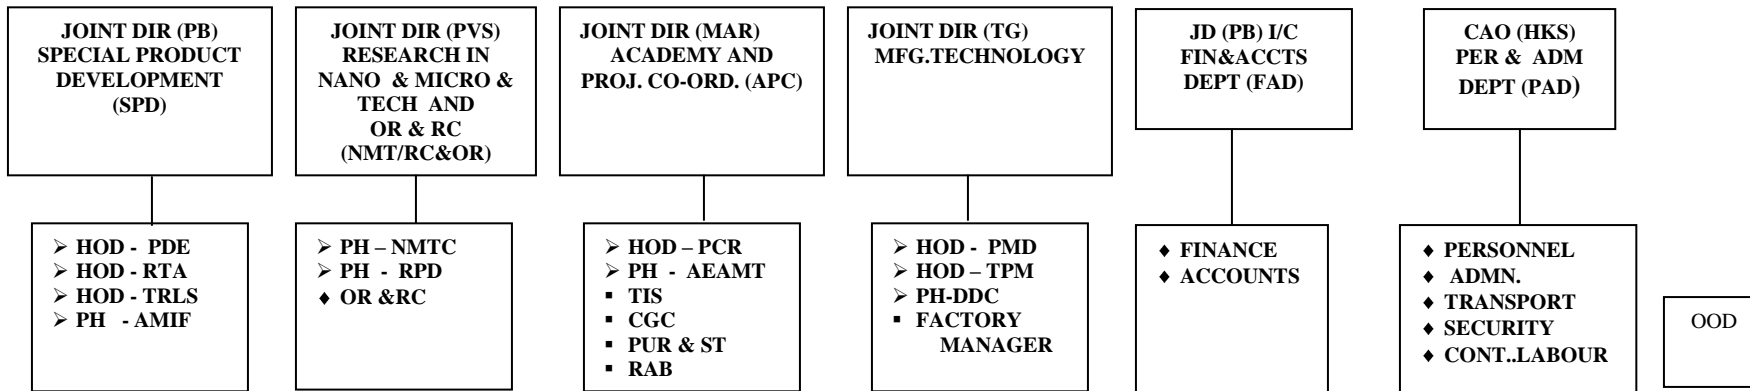 JOINT DIR (PB)
SPECIAL PRODUCT
DEVELOPMENT
(SPD)
JOINT DIR (PVS)
RESEARCH IN
NANO & MICRO &
TECH AND
OR & RC
(NMT/RC&OR)
JOINT DIR (MAR)
ACADEMY AND
PROJ. CO-ORD. (APC)
JOINT DIR (TG)
MFG.TECHNOLOGY
JD (PB) I/C
FIN&ACCTS
DEPT (FAD)
CAO (HKS)
PER & ADM
DEPT (PAD)
➢ HOD - PDE
➢ HOD - RTA
➢ HOD - TRLS
➢ PH - AMIF
➢ PH – NMTC
➢ PH - RPD
♦ OR &RC
➢ HOD – PCR
➢ PH - AEAMT
▪ TIS
▪ CGC
▪ PUR & ST
▪ RAB
➢ HOD - PMD
➢ HOD – TPM
➢ PH-DDC
▪ FACTORY
MANAGER
♦ FINANCE
♦ ACCOUNTS
♦ PERSONNEL
♦ ADMN.
♦ TRANSPORT
♦ SECURITY
♦ CONT..LABOUR
OOD